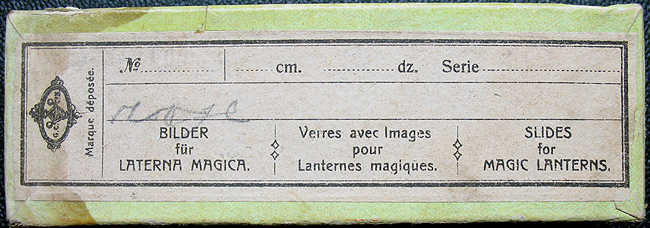 № cm. dz. Serie
Marque déposée.
BILDER
für
LATERNA MAGICA.
Verres avec Images
pour
Lanternes magiques.
SLIDES
for
MAGIC LANTERNS.